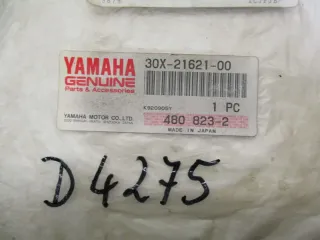 YAMAHA
GENUINE
Parts & Accessories
30X-21621-00
1 PC
YAMAHA MOTOR CO., LTD.
480 823-2
MADE IN JAPAN
D4275